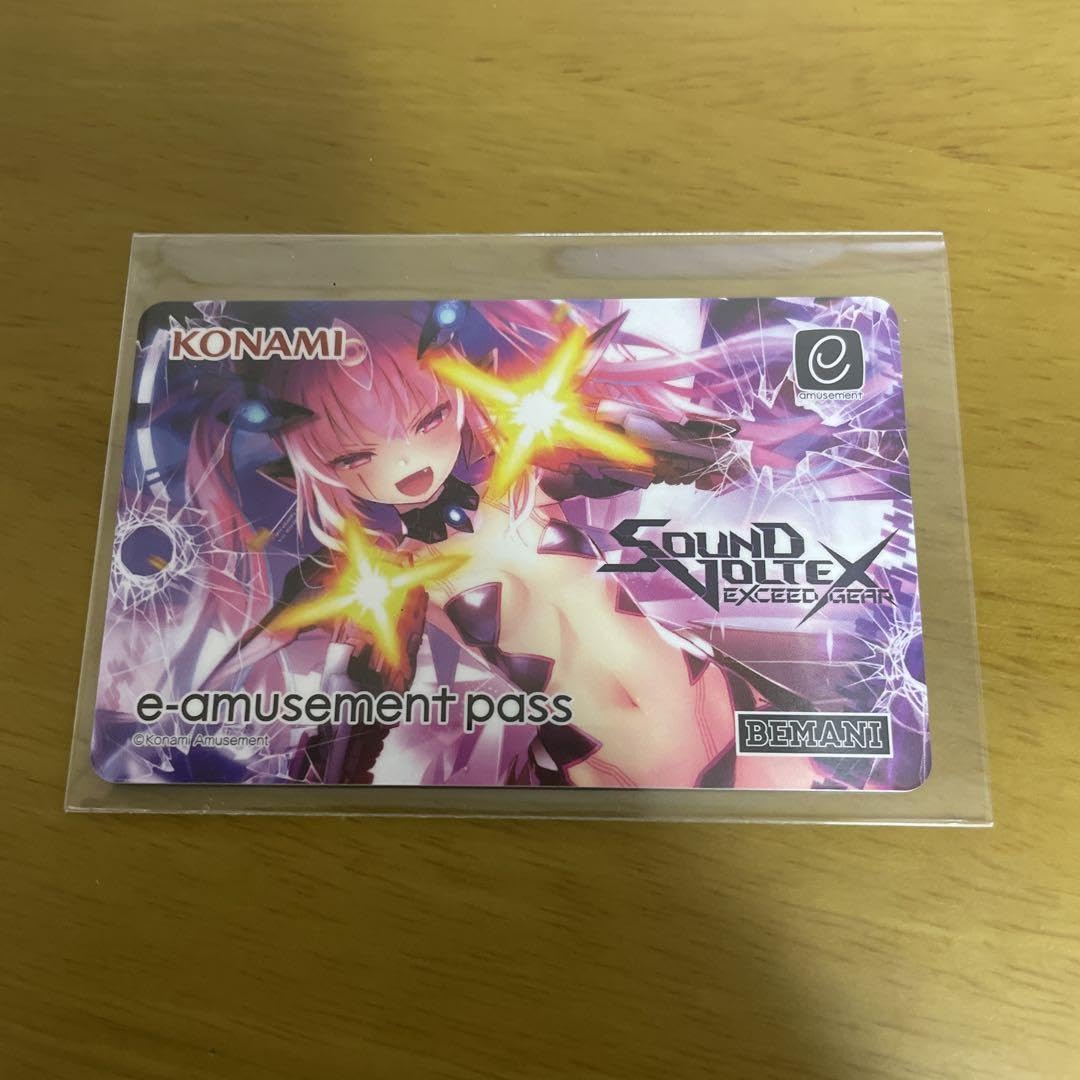 KONAMI
e
amusement
SOUND
VOLTEX
EXCEED GEAR
e-amusement pass
©Konami Amusement
BEMANI